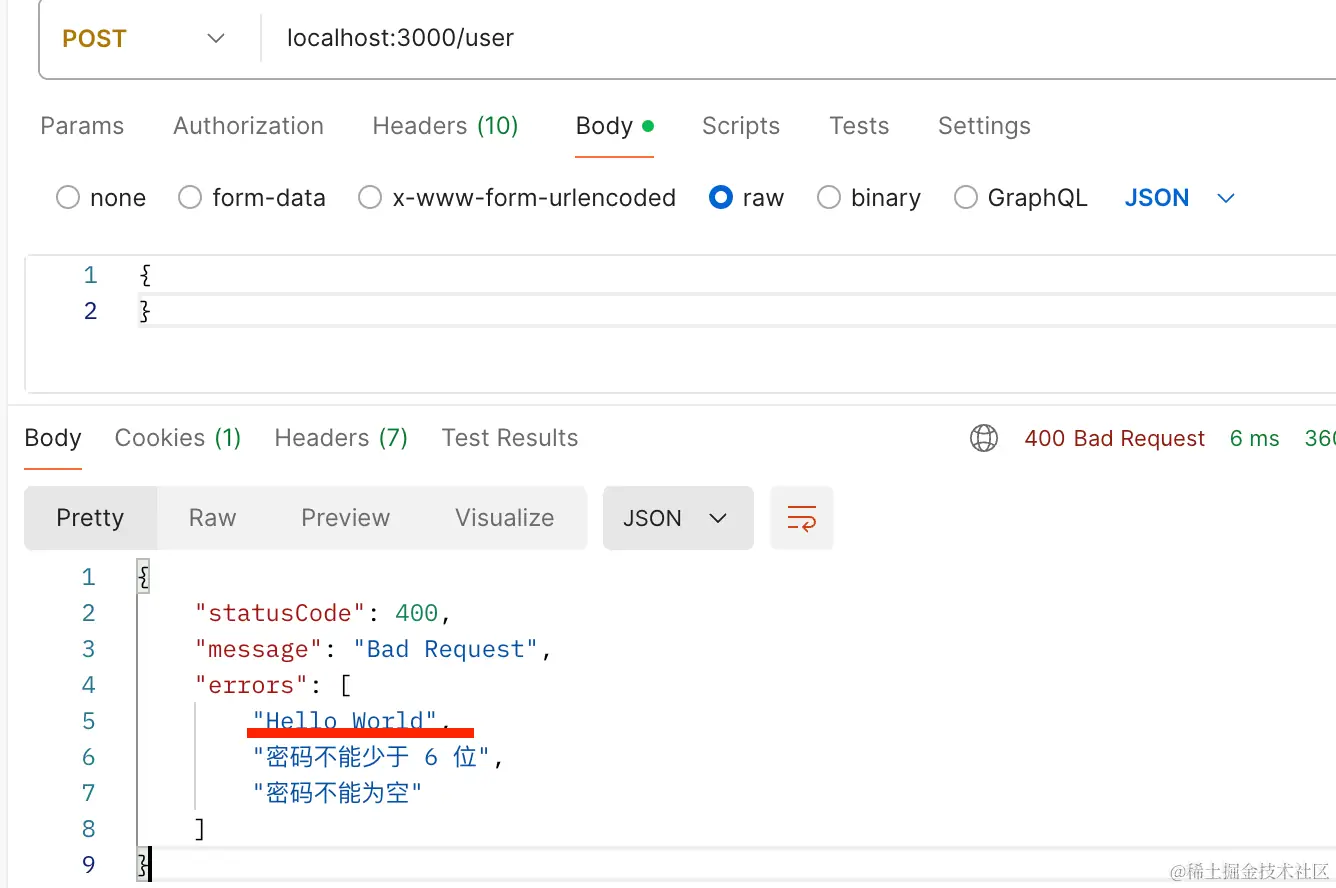 POST localhost:3000/user
Params Authorization Headers (10) Body Scripts Tests Settings
none form-data x-www-form-urlencoded raw binary GraphQL JSON
1 {
2 }
Body Cookies (1) Headers (7) Test Results 400 Bad Request 6 ms 360
Pretty Raw Preview Visualize JSON
1 {
2 "statusCode": 400,
3 "message": "Bad Request",
4 "errors": [
5 "Hello World",
6 "密码不能少于 6 位",
7 "密码不能为空"
8 ]
9 }
@稀土掘金技术社区